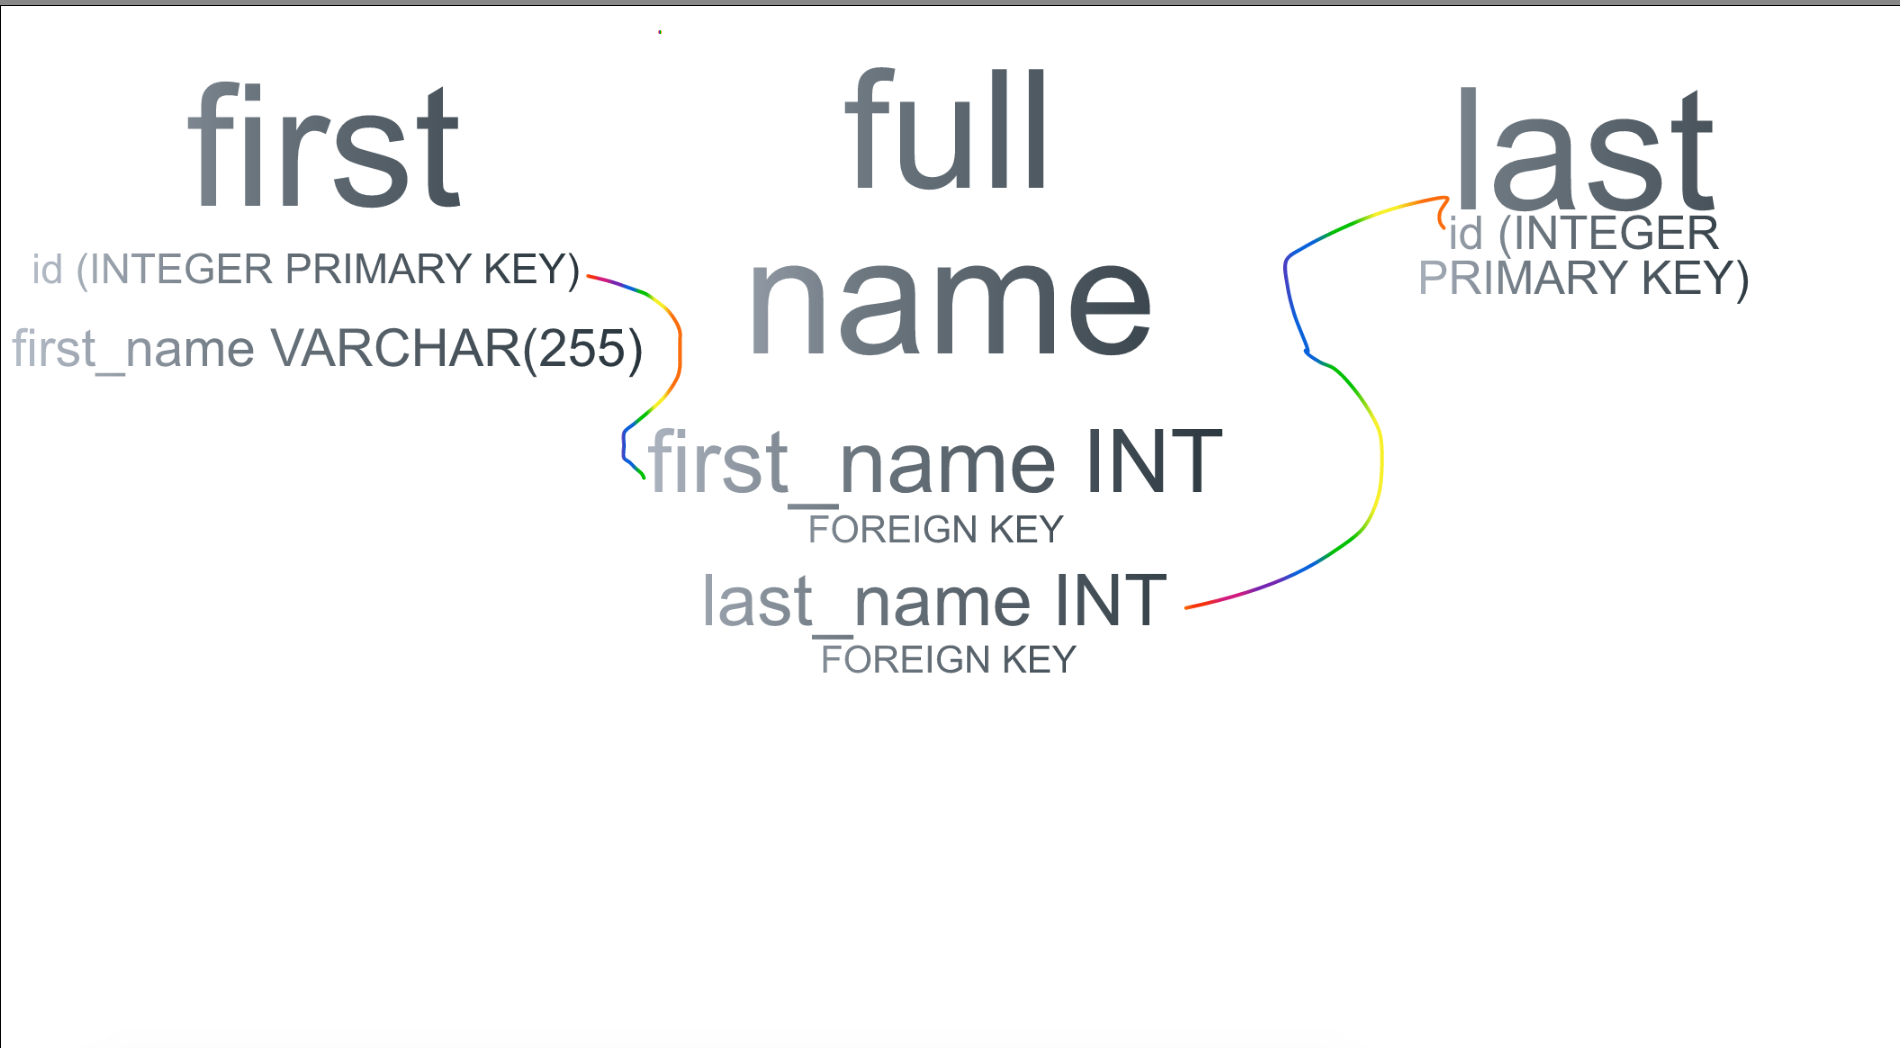 first
id (INTEGER PRIMARY KEY)
first_name VARCHAR(255)
full
name
first_name INT
FOREIGN KEY
last_name INT
FOREIGN KEY
last
id (INTEGER
PRIMARY KEY)